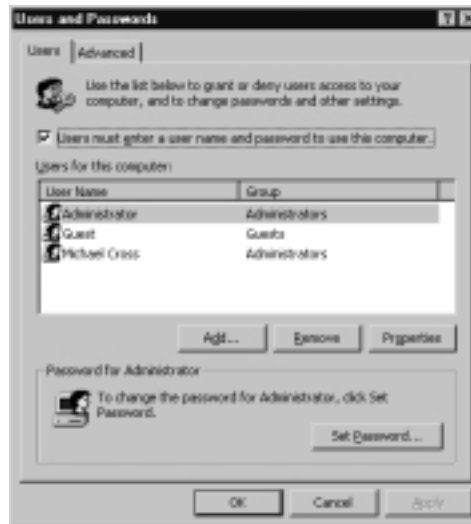 Users and Passwords
Users Advanced
Use the list below to grant or deny users access to your
computer, and to change passwords and other settings.
Users must enter a user name and password to use this computer.
Users for this computer:
User Name Group
Administrator Administrators
Guest Guests
Michael Cross Administrators
Add... Remove Properties
Password for Administrator
To change the password for Administrator, click Set
Password.
Set Password...
OK Cancel Apply